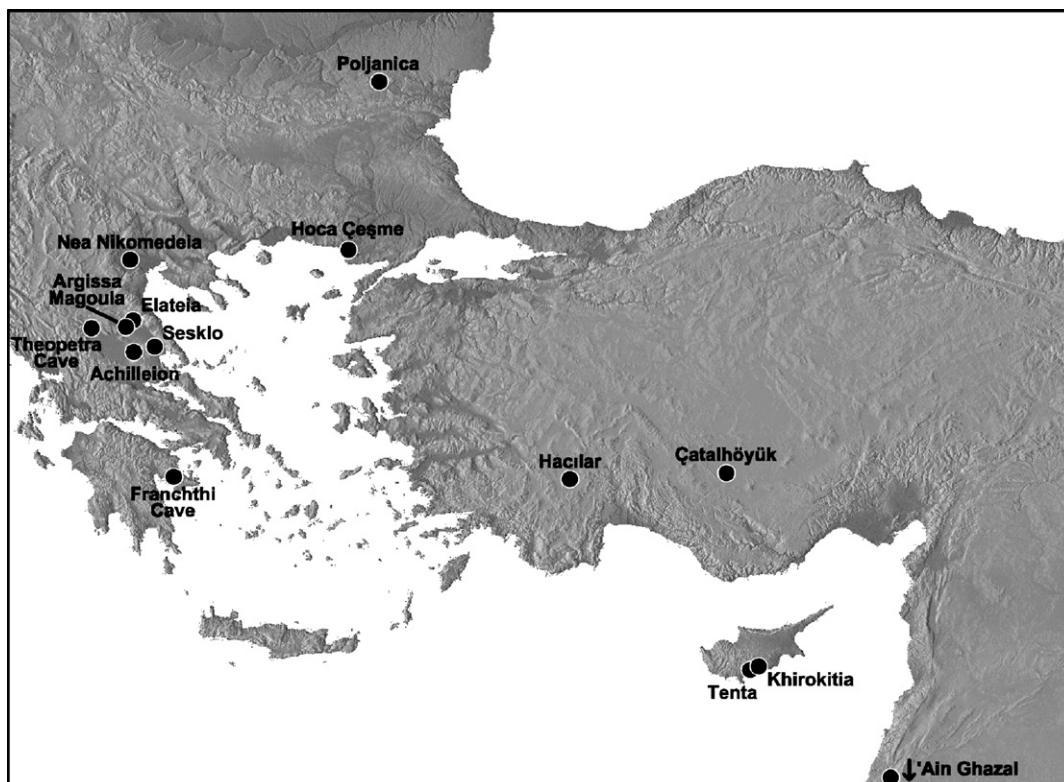 Poljanica
Hoca Çeşme
Nea Nikomedeia
Argissa
Magoula
Elateia
Sesklo
Theopetra
Cave
Achilleion
Hacılar
Çatalhöyük
Franchthi
Cave
Tenta
Khirokitia
↓'Ain Ghazal